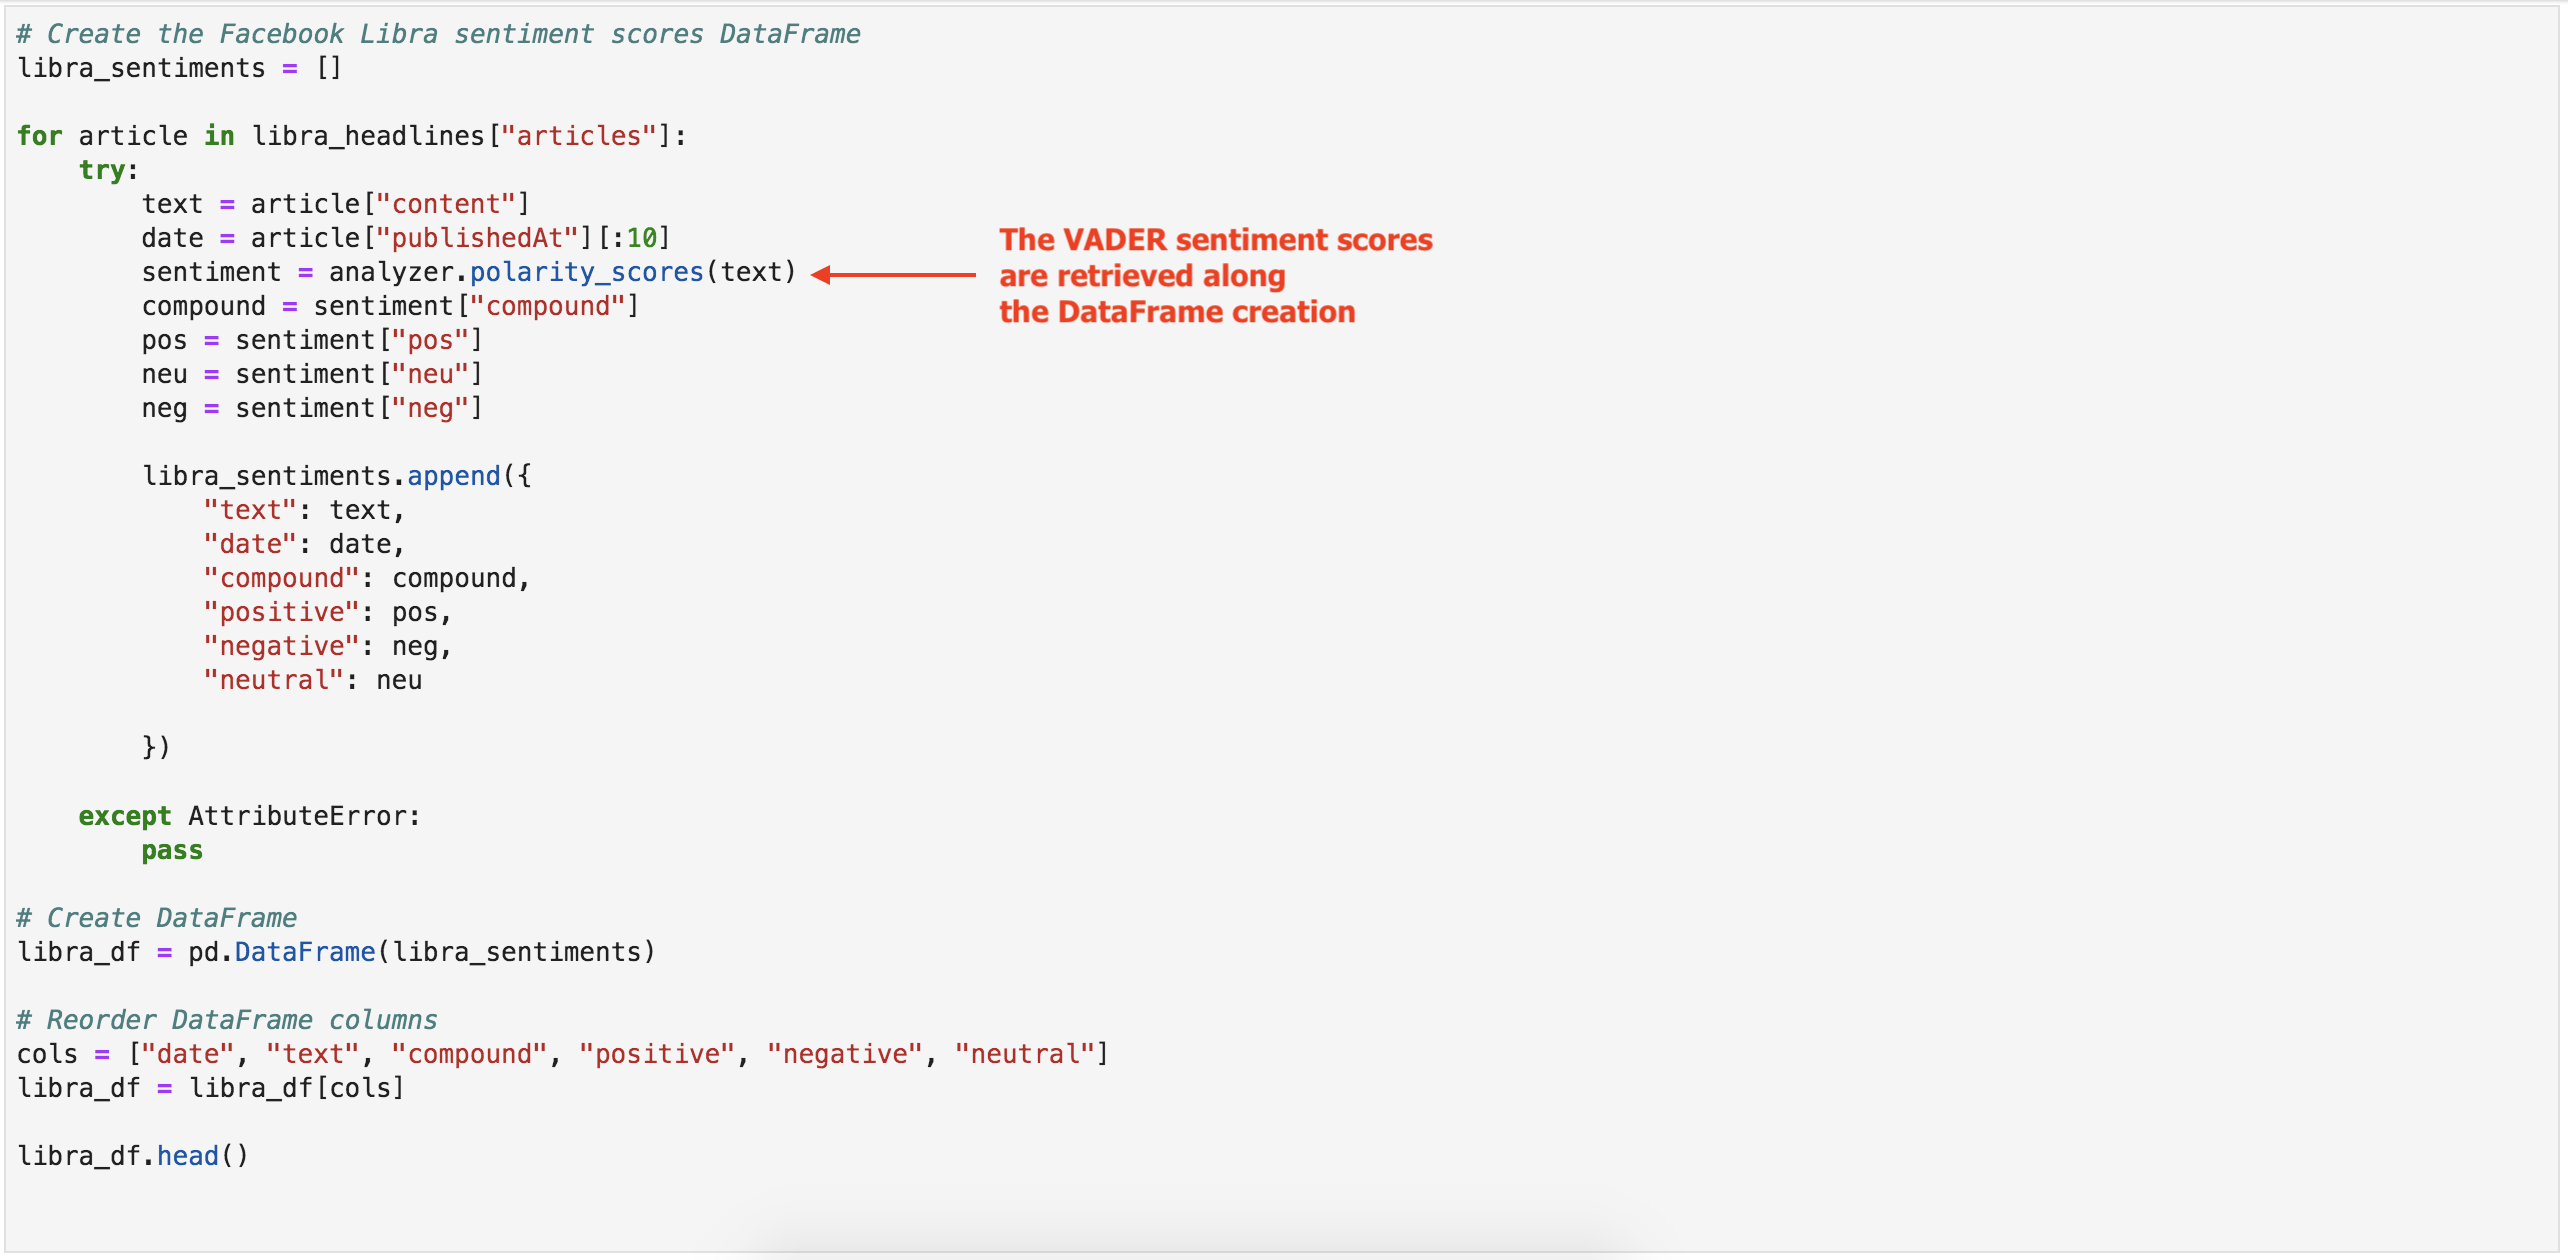 # Create the Facebook Libra sentiment scores DataFrame
libra_sentiments = []
for article in libra_headlines["articles"]:
    try:
        text = article["content"]
        date = article["publishedAt"][:10]
        sentiment = analyzer.polarity_scores(text)
        compound = sentiment["compound"]
        pos = sentiment["pos"]
        neu = sentiment["neu"]
        neg = sentiment["neg"]
        libra_sentiments.append({
            "text": text,
            "date": date,
            "compound": compound,
            "positive": pos,
            "negative": neg,
            "neutral": neu
        })
    except AttributeError:
        pass
# Create DataFrame
libra_df = pd.DataFrame(libra_sentiments)
# Reorder DataFrame columns
cols = ["date", "text", "compound", "positive", "negative", "neutral"]
libra_df = libra_df[cols]
libra_df.head()
The VADER sentiment scores
are retrieved along
the DataFrame creation